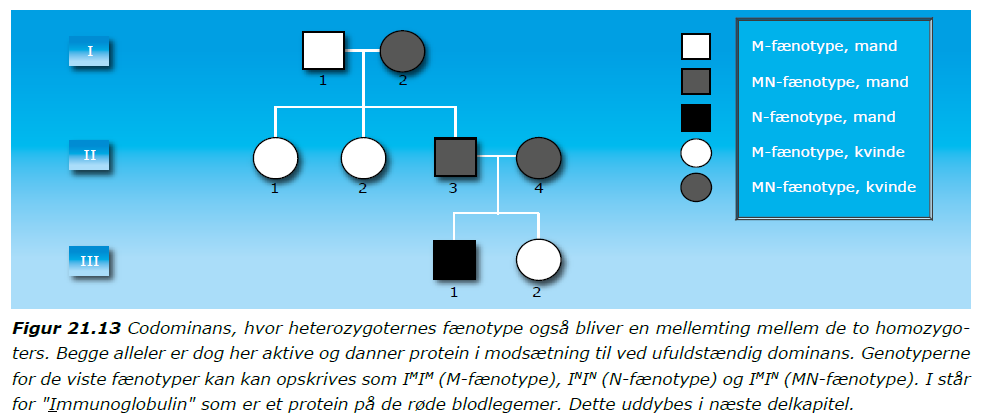 I
1
2
M-fænotype, mand
MN-fænotype, mand
N-fænotype, mand
M-fænotype, kvinde
MN-fænotype, kvinde
II
1
2
3
4
III
1
2
Figur 21.13 Codominans, hvor heterozygoternes fænotype også bliver en mellemting mellem de to homozygo-
ters. Begge alleler er dog her aktive og danner protein i modsætning til ved ufuldstændig dominans. Genotyperne
for de viste fænotyper kan kan opskrives som IᴹIᴹ (M-fænotype), IᴺIᴺ (N-fænotype) og IᴹIᴺ (MN-fænotype). I står
for "Immunoglobulin" som er et protein på de røde blodlegemer. Dette uddybes i næste delkapitel.